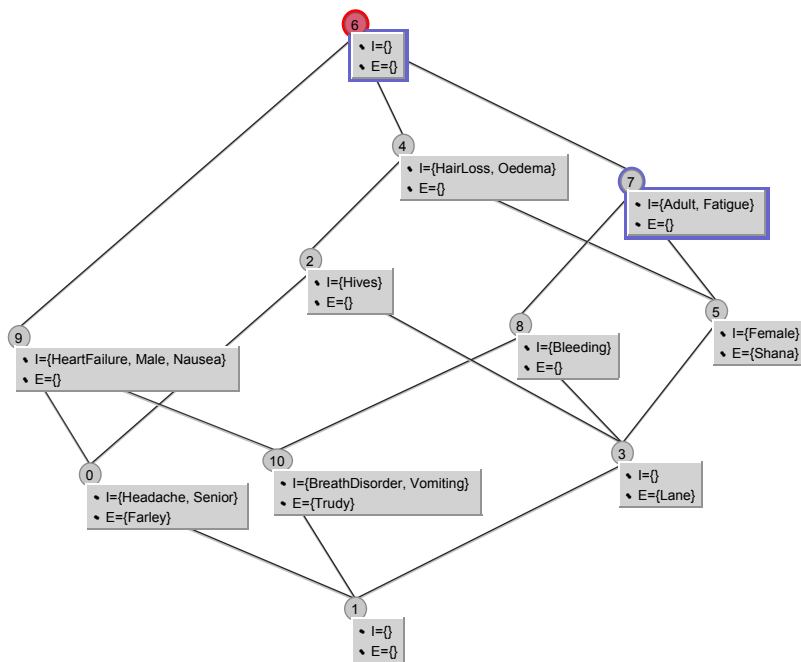 6
I={}
E={}
4
I={HairLoss, Oedema}
E={}
7
I={Adult, Fatigue}
E={}
2
I={Hives}
E={}
9
I={HeartFailure, Male, Nausea}
E={}
8
I={Bleeding}
E={}
5
I={Female}
E={Shana}
0
I={Headache, Senior}
E={Farley}
10
I={BreathDisorder, Vomiting}
E={Trudy}
3
I={}
E={Lane}
1
I={}
E={}